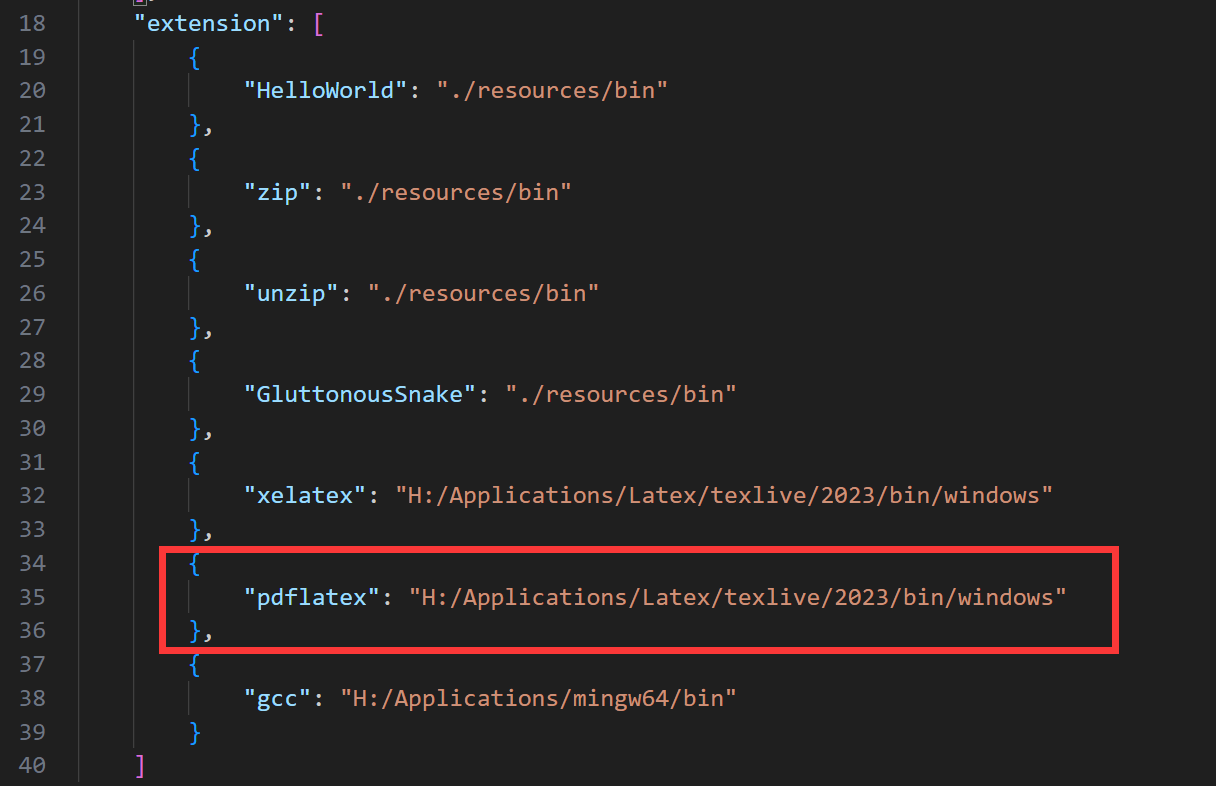 18 "extension": [
19 {
20 "HelloWorld": "./resources/bin"
21 },
22 {
23 "zip": "./resources/bin"
24 },
25 {
26 "unzip": "./resources/bin"
27 },
28 {
29 "GluttonousSnake": "./resources/bin"
30 },
31 {
32 "xelatex": "H:/Applications/Latex/texlive/2023/bin/windows"
33 },
34 {
35 "pdflatex": "H:/Applications/Latex/texlive/2023/bin/windows"
36 },
37 {
38 "gcc": "H:/Applications/mingw64/bin"
39 }
40 ]